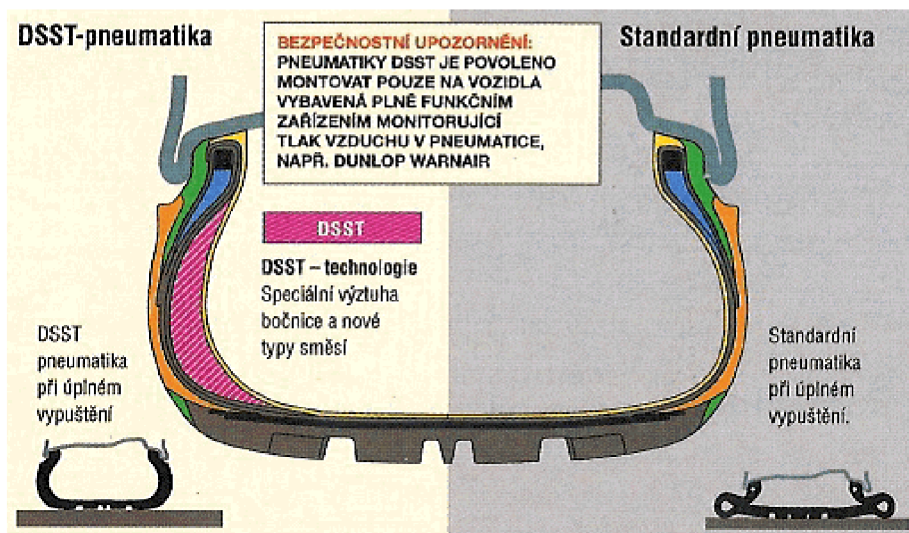 DSST-pneumatika
BEZPEČNOSTNÍ UPOZORNĚNÍ:
PNEUMATIKY DSST JE POVOLENO
MONTOVAT POUZE NA VOZIDLA
VYBAVENÁ PLNĚ FUNKČNÍM
ZAŘÍZENÍM MONITORUJÍCÍ
TLAK VZDUCHU V PNEUMATICE,
NAPŘ. DUNLOP WARNAIR
Standardní pneumatika
DSST
DSST – technologie
Speciální výztuha
bočnice a nové
typy směsí
DSST
pneumatika
při úplném
vypuštění
Standardní
pneumatika
při úplném
vypuštění.